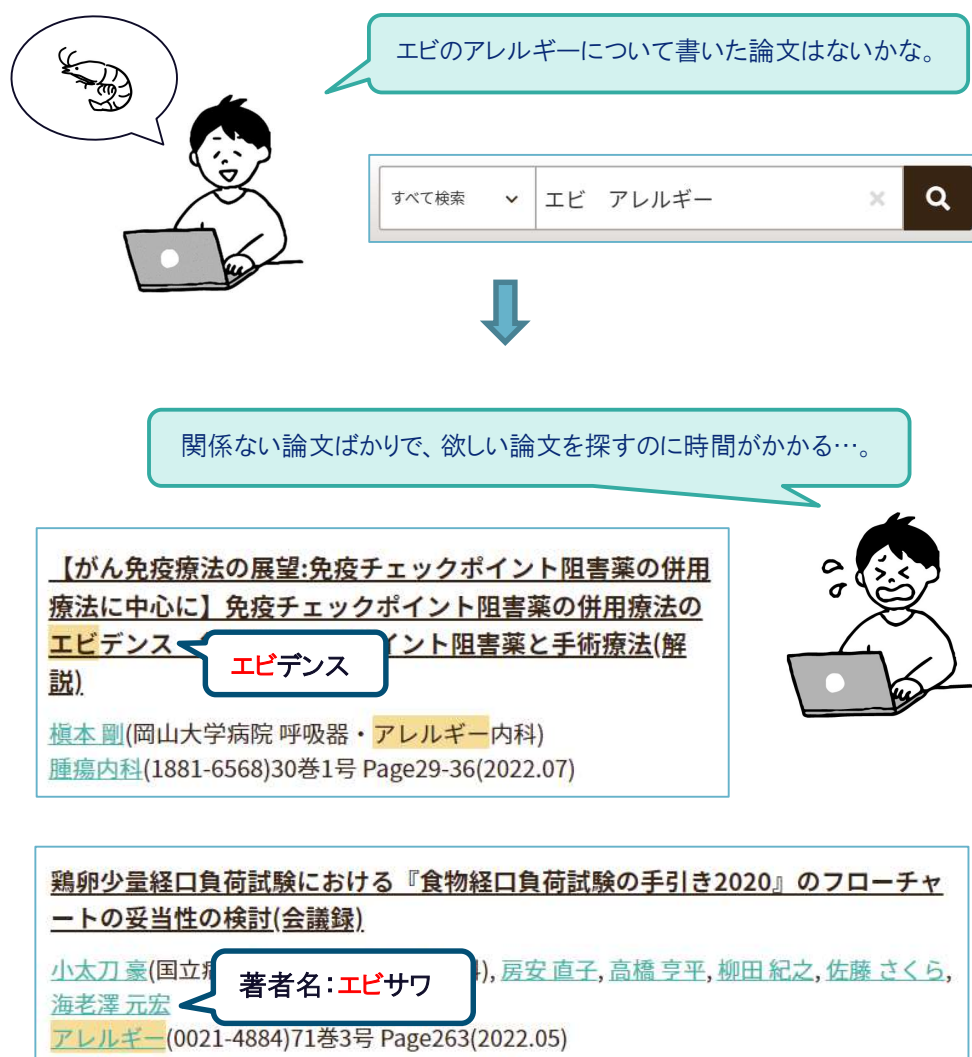 エビのアレルギーについて書いた論文はないかな。
すべて検索 エビ アレルギー
関係ない論文ばかりで、欲しい論文を探すのに時間がかかる…。
【がん免疫療法の展望:免疫チェックポイント阻害薬の併用
療法に中心に】免疫チェックポイント阻害薬の併用療法の
エビデンス イント阻害薬と手術療法(解
説)
エビデンス
槇本 剛(岡山大学病院 呼吸器・アレルギー内科)
腫瘍内科(1881-6568)30巻1号 Page29-36(2022.07)
鶏卵少量経口負荷試験における『食物経口負荷試験の手引き2020』のフローチャ
ートの妥当性の検討(会議録)
小太刀 豪(国立 ), 房安 直子, 高橋 亨平, 柳田 紀之, 佐藤 さくら,
著者名:エビサワ
海老澤 元宏
アレルギー(0021-4884)71巻3号 Page263(2022.05)